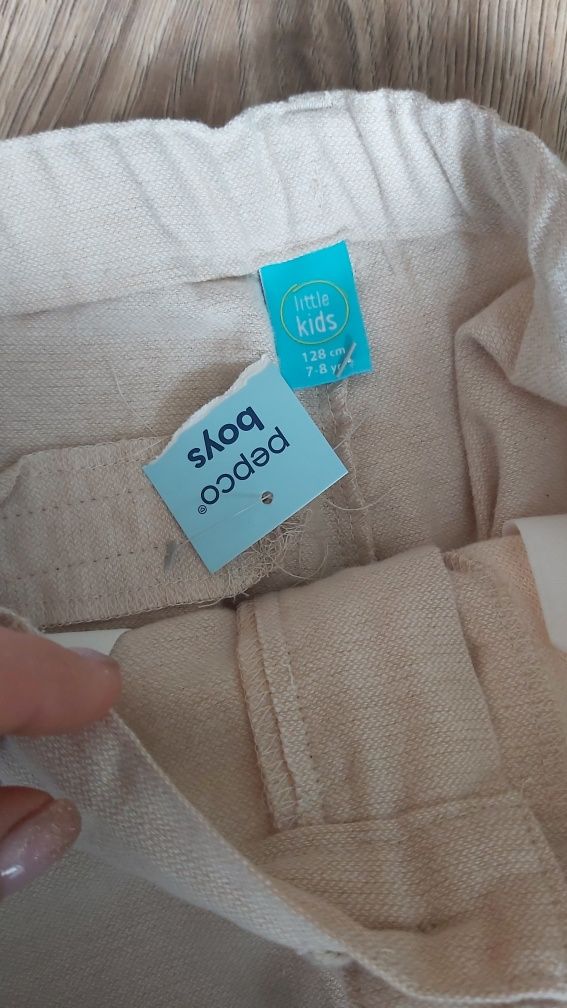 little
kids
128 cm
7-8 y
pepco®
boys